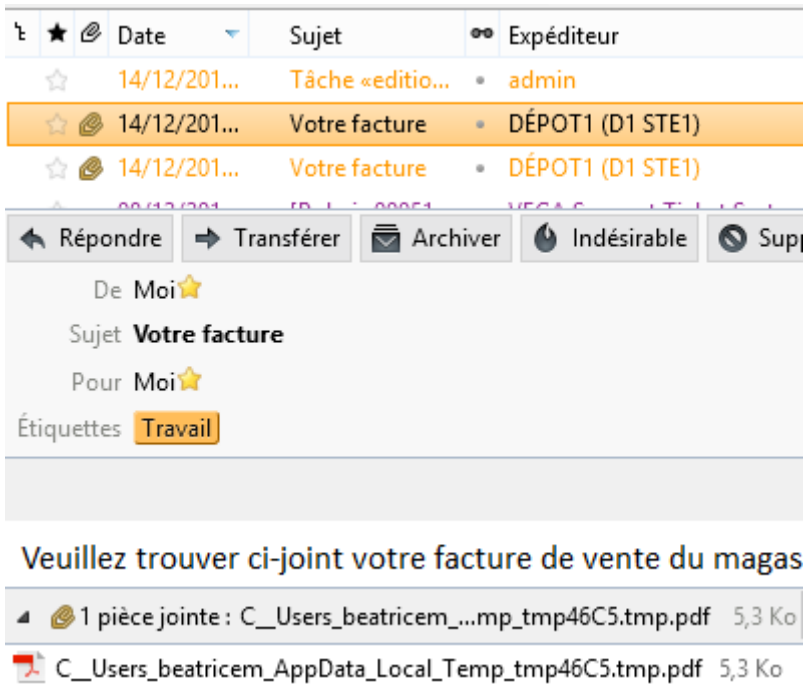 Date Sujet Expéditeur
14/12/201... Tâche «editio... admin
14/12/201... Votre facture DÉPOT1 (D1 STE1)
14/12/201... Votre facture DÉPOT1 (D1 STE1)
Répondre Transférer Archiver Indésirable Supp
De Moi
Sujet Votre facture
Pour Moi
Étiquettes Travail
Veuillez trouver ci-joint votre facture de vente du magas
1 pièce jointe : C__Users_beatricem_...mp_tmp46C5.tmp.pdf 5,3 Ko
C__Users_beatricem_AppData_Local_Temp_tmp46C5.tmp.pdf 5,3 Ko